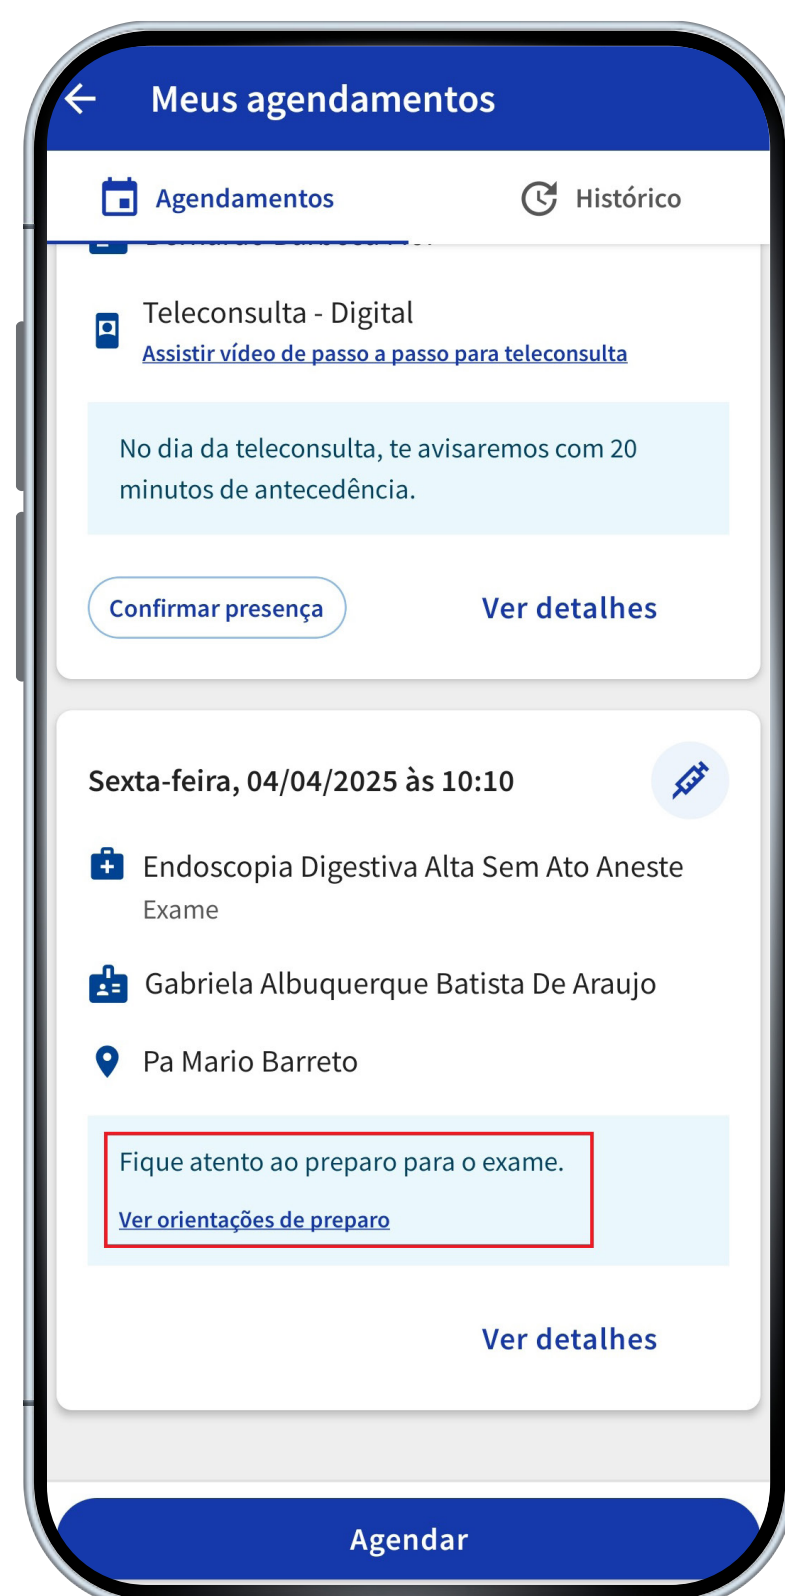 Meus agendamentos
Agendamentos
Histórico
Teleconsulta - Digital
Assistir vídeo de passo a passo para teleconsulta
No dia da teleconsulta, te avisaremos com 20
minutos de antecedência.
Confirmar presença
Ver detalhes
Sexta-feira, 04/04/2025 às 10:10
Endoscopia Digestiva Alta Sem Ato Aneste
Exame
Gabriela Albuquerque Batista De Araujo
Pa Mario Barreto
Fique atento ao preparo para o exame.
Ver orientações de preparo
Ver detalhes
Agendar